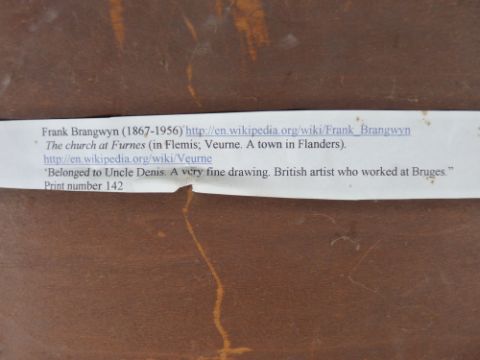 Frank Brangwyn (1867-1956) http://en.wikipedia.org/wiki/Frank_Brangwyn
The church at Furnes (in Flemis; Veurne. A town in Flanders).
http://en.wikipedia.org/wiki/Veurne
'Belonged to Uncle Denis. A very fine drawing. British artist who worked at Bruges."
Print number 142